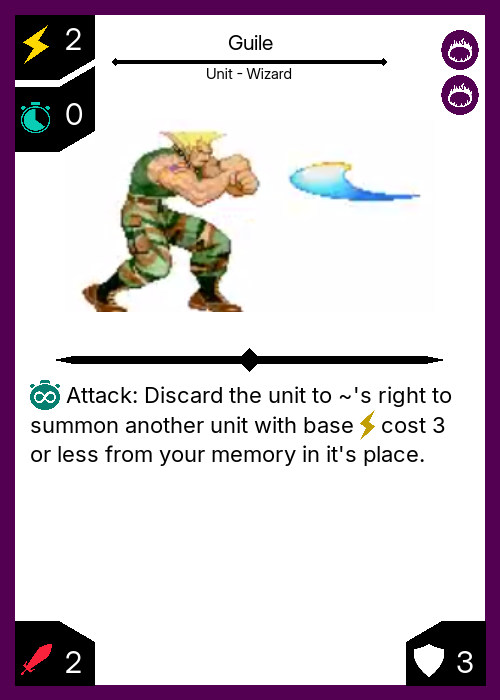 2
Guile
Unit - Wizard
0
Attack: Discard the unit to ~'s right to
summon another unit with base cost 3
or less from your memory in it's place.
2
3